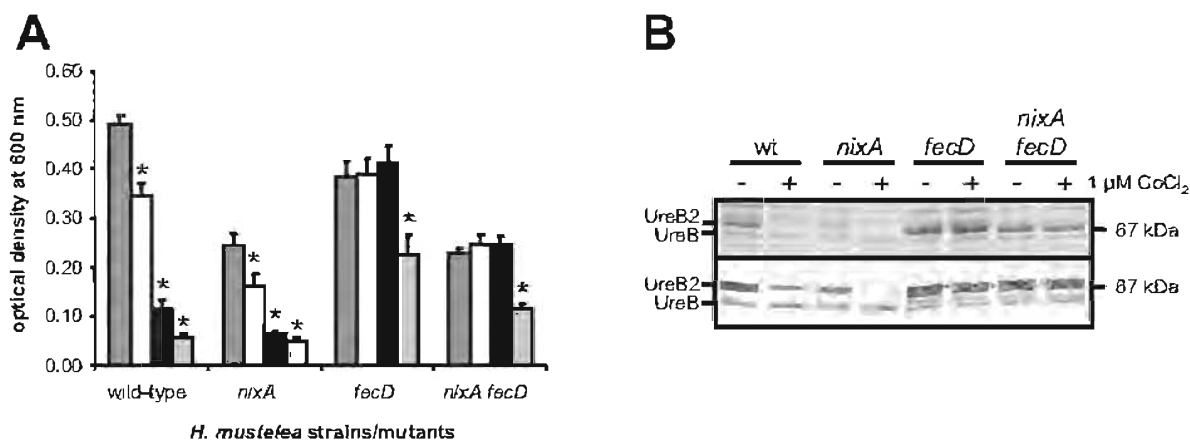 A
optical density at 600 nm
0.60
0.50
0.40
0.30
0.20
0.10
0.00
*
*
*
*
*
*
*
*
wild-type
nixA
fecD
nixA fecD
H. mustelea strains/mutants
B
wt
nixA
fecD
nixA
fecD
- + - + - + - + 1 µM CoCl₂
UreB2
UreB
67 kDa
UreB2
UreB
67 kDa